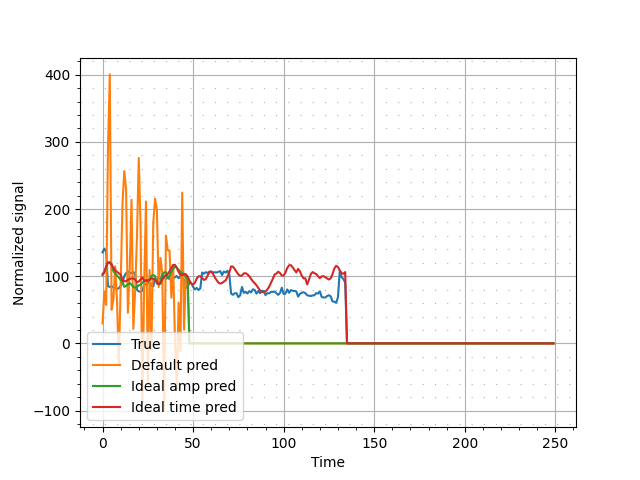 400
300
200
100
0
−100
Normalized signal
True
Default pred
Ideal amp pred
Ideal time pred
0 50 100 150 200 250
Time